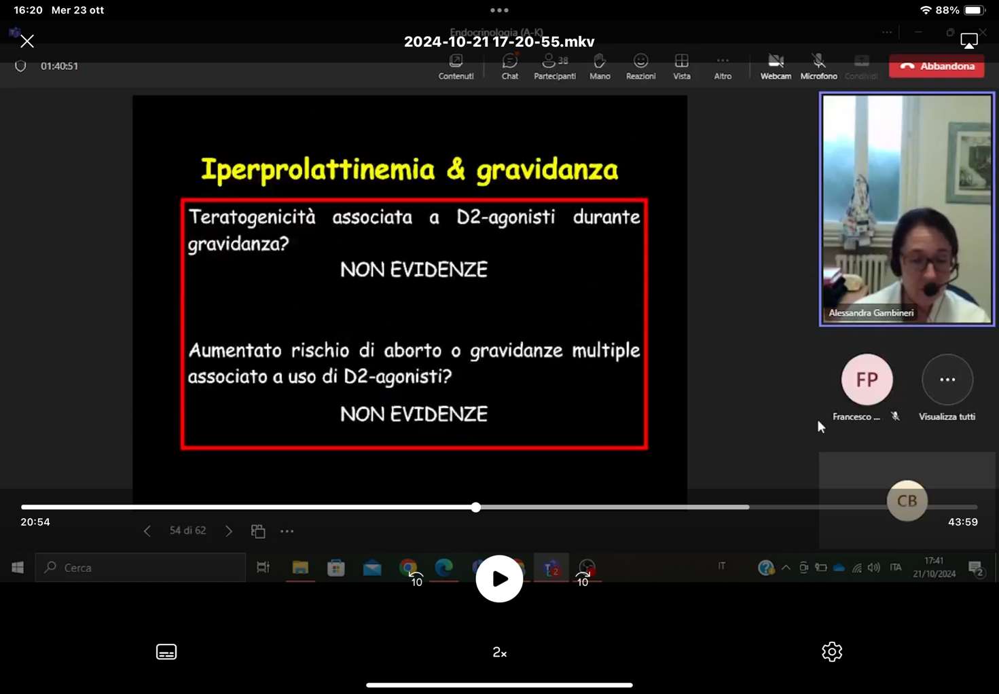 16:20 Mer 23 ott
88%
Endocrinologia (A-K)
2024-10-21 17-20-55.mkv
01:40:51
38
Contenuti Chat Partecipanti Mano Reazioni Vista Altro Webcam Microfono Condividi Abbandona
Iperprolattinemia & gravidanza
Teratogenicità associata a D2-agonisti durante
gravidanza?
NON EVIDENZE
Aumentato rischio di aborto o gravidanze multiple
associato a uso di D2-agonisti?
NON EVIDENZE
Alessandra Gambineri
FP
Francesco ...
Visualizza tutti
CB
20:54
43:59
54 di 62
Cerca
2
IT
ITA
17:41
21/10/2024
2
10
10
2x